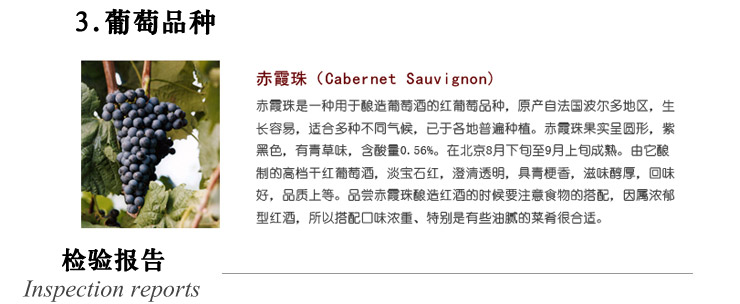 3.葡萄品种
赤霞珠（Cabernet Sauvignon）
赤霞珠是一种用于酿造葡萄酒的红葡萄品种，原产自法国波尔多地区，生
长容易，适合多种不同气候，已于各地普遍种植。赤霞珠果实呈圆形，紫
黑色，有青草味，含酸量0.56%。在北京8月下旬至9月上旬成熟。由它酿
制的高档干红葡萄酒，淡宝石红，澄清透明，具青梗香，滋味醇厚，回味
好，品质上等。品尝赤霞珠酿造红酒的时候要注意食物的搭配，因属浓郁
型红酒，所以搭配口味浓重、特别是有些油腻的菜肴很合适。
检验报告
Inspection reports